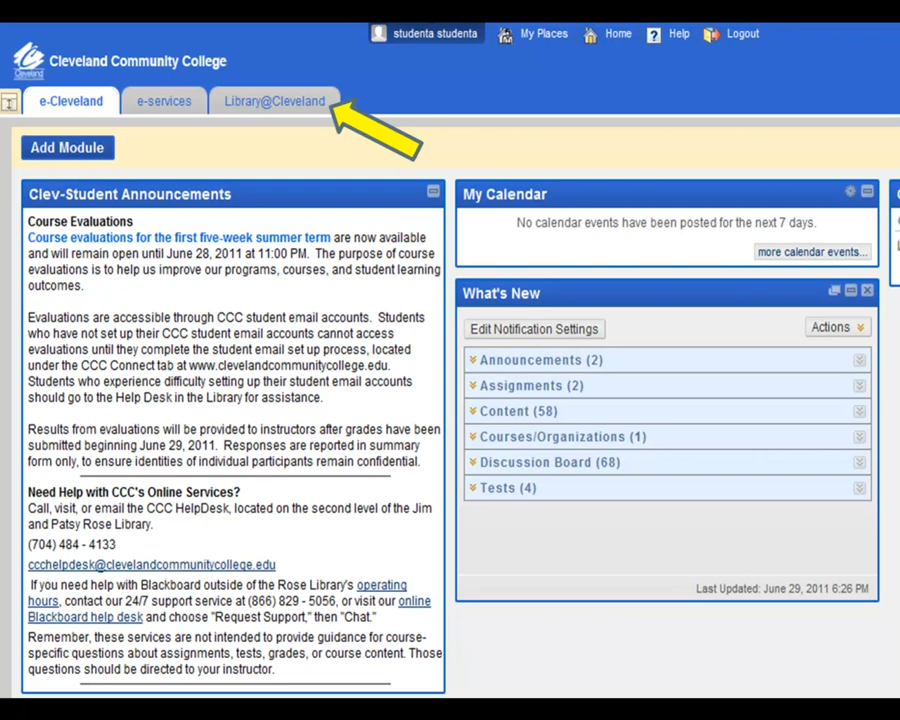 studenta studenta
My Places
Home
Help
Logout
Cleveland
Cleveland Community College
e-Cleveland
e-services
Library@Cleveland
Add Module
Clev-Student Announcements
Course Evaluations
Course evaluations for the first five-week summer term are now available
and will remain open until June 28, 2011 at 11:00 PM. The purpose of course
evaluations is to help us improve our programs, courses, and student learning
outcomes.
Evaluations are accessible through CCC student email accounts. Students
who have not set up their CCC student email accounts cannot access
evaluations until they complete the student email set up process, located
under the CCC Connect tab at www.clevelandcommunitycollege.edu.
Students who experience difficulty setting up their student email accounts
should go to the Help Desk in the Library for assistance.
Results from evaluations will be provided to instructors after grades have been
submitted beginning June 29, 2011. Responses are reported in summary
form only, to ensure identities of individual participants remain confidential.
Need Help with CCC's Online Services?
Call, visit, or email the CCC HelpDesk, located on the second level of the Jim
and Patsy Rose Library.
(704) 484 - 4133
ccchelpdesk@clevelandcommunitycollege.edu
If you need help with Blackboard outside of the Rose Library's operating
hours, contact our 24/7 support service at (866) 829 - 5056, or visit our online
Blackboard help desk and choose "Request Support," then "Chat."
Remember, these services are not intended to provide guidance for course-
specific questions about assignments, tests, grades, or course content. Those
questions should be directed to your instructor.
My Calendar
No calendar events have been posted for the next 7 days.
more calendar events...
What's New
Edit Notification Settings
Actions
Announcements (2)
Assignments (2)
Content (58)
Courses/Organizations (1)
Discussion Board (68)
Tests (4)
Last Updated: June 29, 2011 6:26 PM